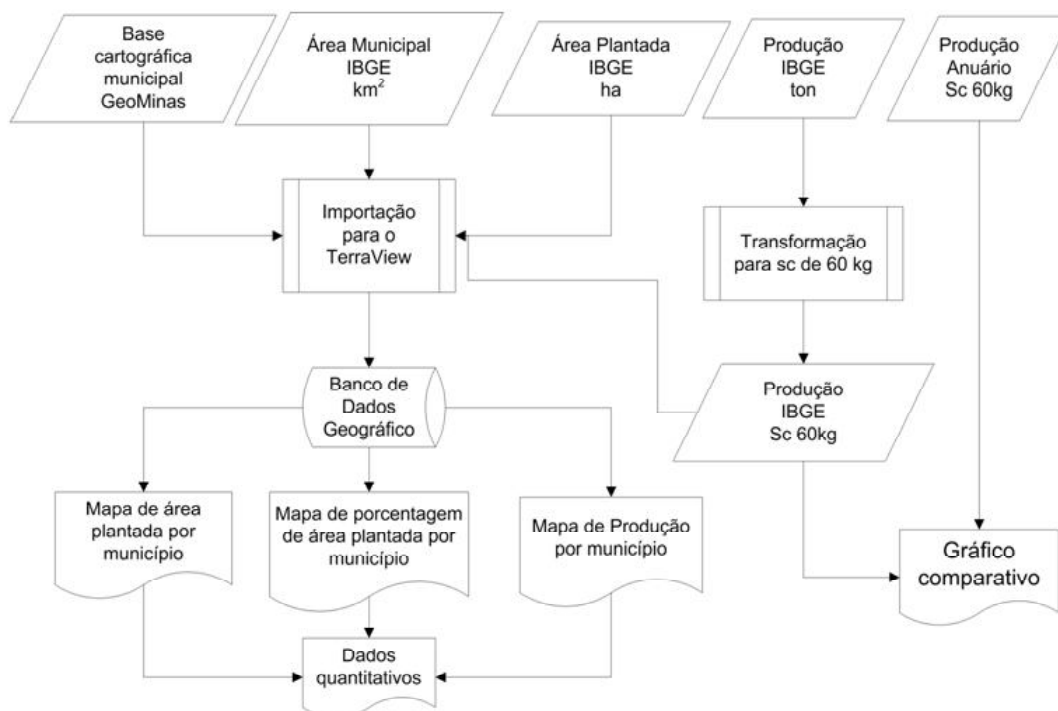 Base
cartográfica
municipal
GeoMinas
Área Municipal
IBGE
km²
Área Plantada
IBGE
ha
Produção
IBGE
ton
Produção
Anuário
Sc 60kg
Importação
para o
TerraView
Transformação
para sc de 60 kg
Banco de
Dados
Geográfico
Produção
IBGE
Sc 60kg
Mapa de área
plantada por
município
Mapa de porcentagem
de área plantada por
município
Mapa de Produção
por município
Gráfico
comparativo
Dados
quantitativos